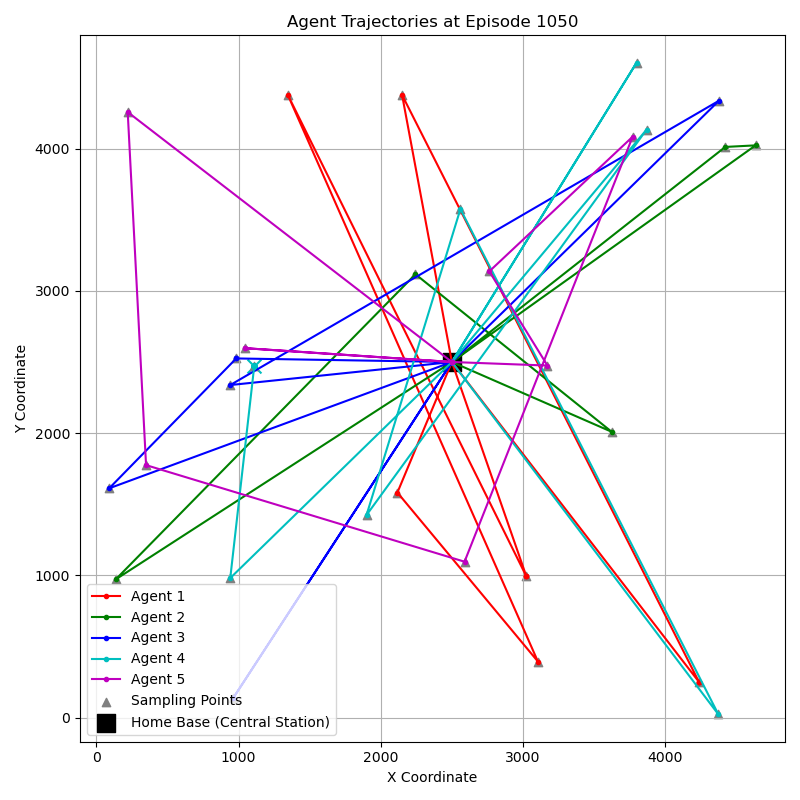 Agent Trajectories at Episode 1050
Y Coordinate
4000
3000
2000
1000
0
Agent 1
Agent 2
Agent 3
Agent 4
Agent 5
Sampling Points
Home Base (Central Station)
0 1000 2000 3000 4000
X Coordinate